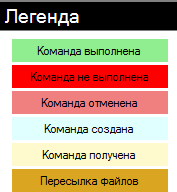 Легенда
Команда выполнена
Команда не выполнена
Команда отменена
Команда создана
Команда получена
Пересылка файлов